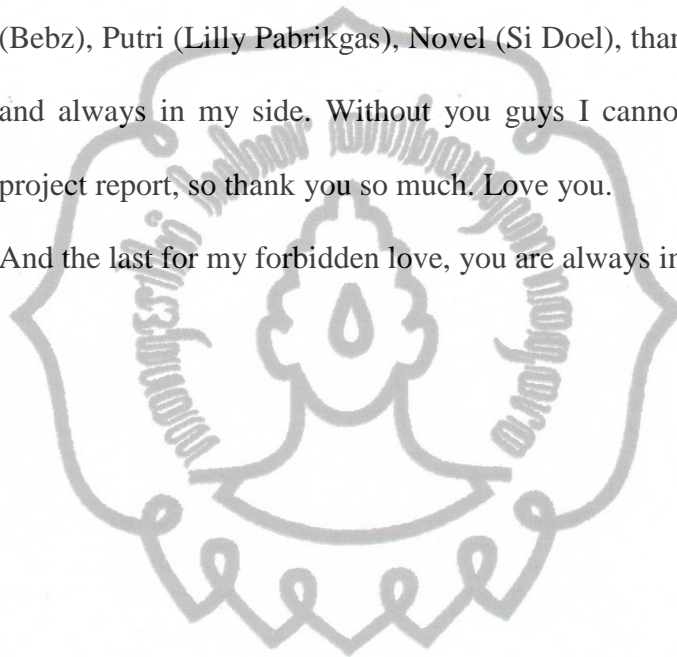 (Bebz), Putri (Lilly Pabrikgas), Novel (Si Doel), than
and always in my side. Without you guys I canno
project report, so thank you so much. Love you.
And the last for my forbidden love, you are always in